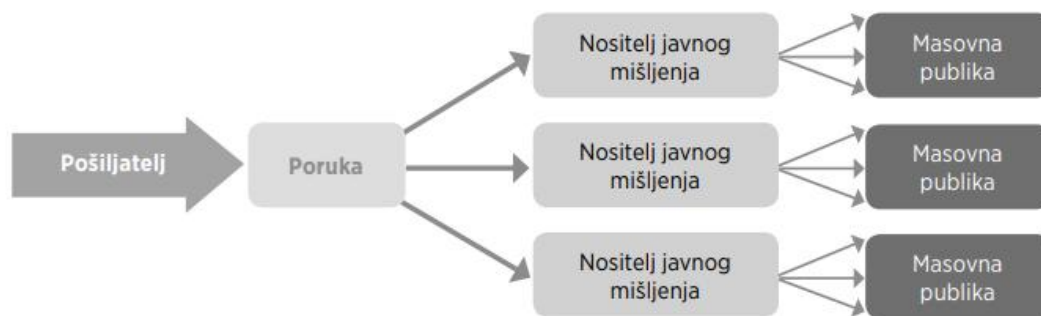 Pošiljatelj
Poruka
Nositelj javnog
mišljenja
Masovna
publika
Nositelj javnog
mišljenja
Masovna
publika
Nositelj javnog
mišljenja
Masovna
publika